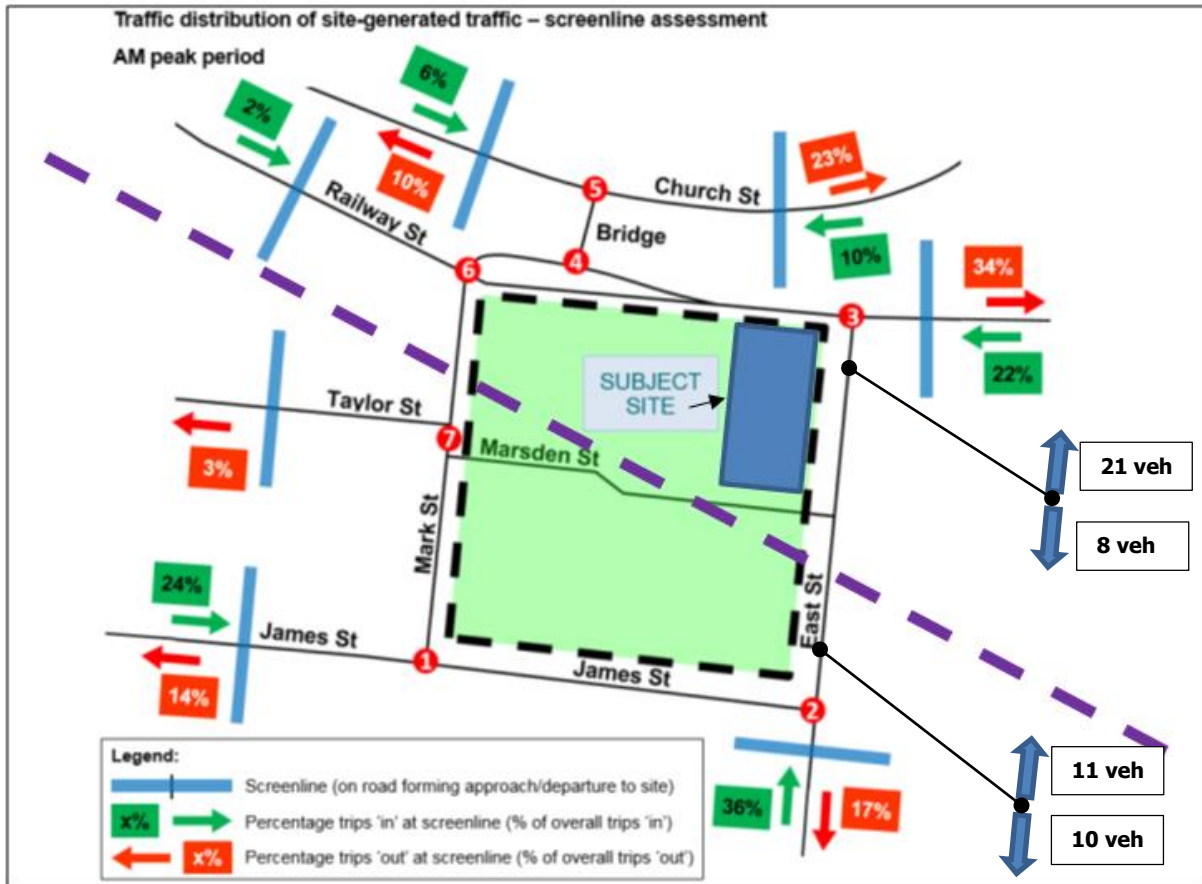 Traffic distribution of site-generated traffic – screenline assessment
AM peak period
6%
2%
10%
23%
Church St
Railway St
5
Bridge
10%
34%
4
6
3
22%
SUBJECT
SITE
Taylor St
7
Marsden St
21 veh
3%
8 veh
Mark St
24%
East St
James St
1
James St
14%
2
11 veh
36%
17%
10 veh
Legend:
Screenline (on road forming approach/departure to site)
x% Percentage trips 'in' at screenline (% of overall trips 'in')
x% Percentage trips 'out' at screenline (% of overall trips 'out')